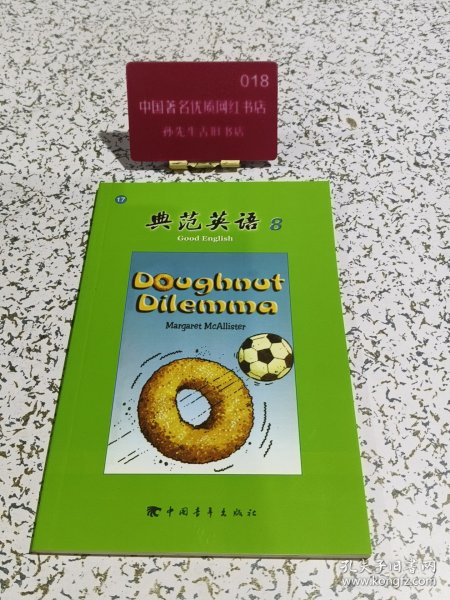 018
中国著名优质网红书店
孙先生古旧书店
17
典范英语 8
Good English
Doughnut
Dilemma
Margaret McAllister
中国青年出版社
孔夫子旧书网
www.kongfz.com